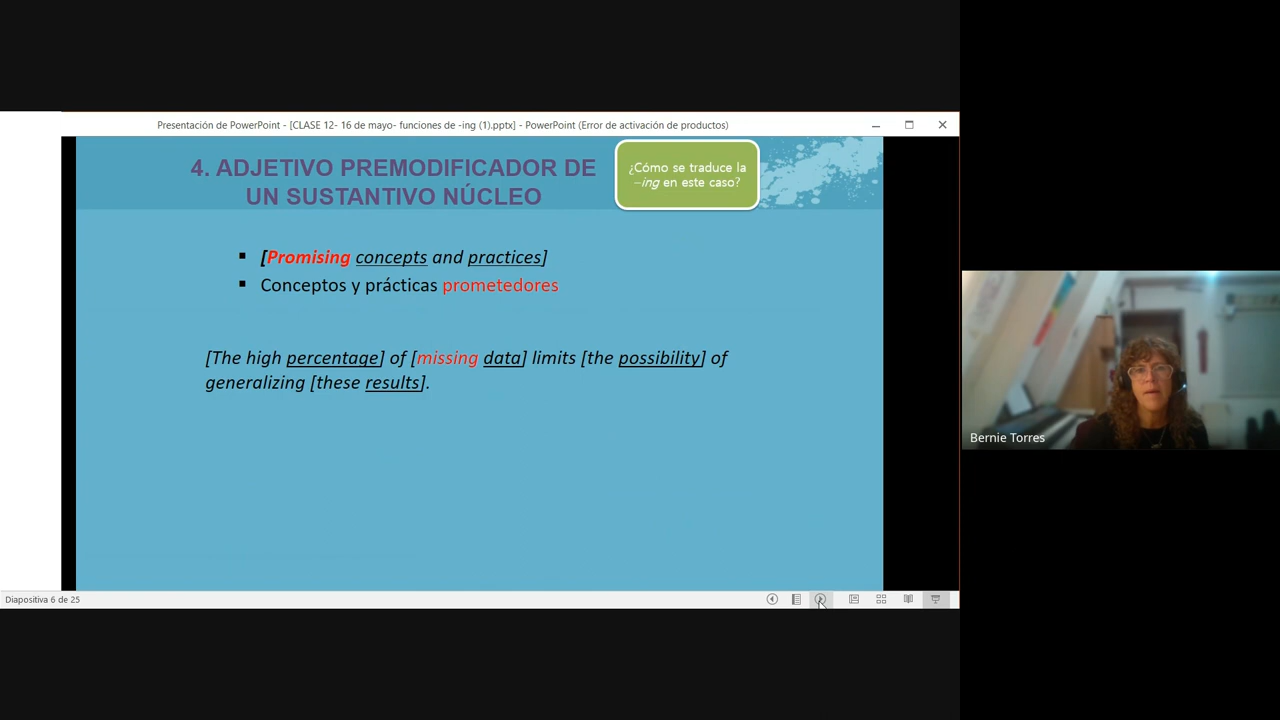 Presentación de PowerPoint - [CLASE 12- 16 de mayo- funciones de -ing (1).pptx] - PowerPoint (Error de activación de productos)
4. ADJETIVO PREMODIFICADOR DE
UN SUSTANTIVO NÚCLEO
¿Cómo se traduce la
–ing en este caso?
▪ [Promising concepts and practices]
▪ Conceptos y prácticas prometedores
[The high percentage] of [missing data] limits [the possibility] of
generalizing [these results].
Bernie Torres
Diapositiva 6 de 25